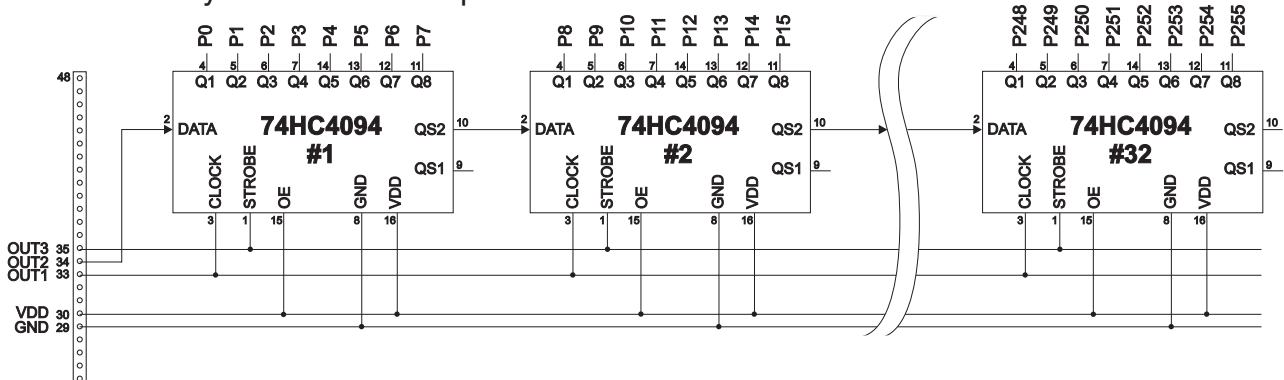 P0 P1 P2 P3 P4 P5 P6 P7 P8 P9 P10 P11 P12 P13 P14 P15 P248 P249 P250 P251 P252 P253 P254 P255
4 5 6 7 14 13 12 11 4 5 6 7 14 13 12 11 4 5 6 7 14 13 12 11
48 Q1 Q2 Q3 Q4 Q5 Q6 Q7 Q8 Q1 Q2 Q3 Q4 Q5 Q6 Q7 Q8 Q1 Q2 Q3 Q4 Q5 Q6 Q7 Q8
2 DATA 74HC4094 QS2 10 2 DATA 74HC4094 QS2 10 2 DATA 74HC4094 QS2 10
#1 #2 #32
QS1 9 QS1 9 QS1 9
CLOCK STROBE OE GND VDD CLOCK STROBE OE GND VDD CLOCK STROBE OE GND VDD
3 1 15 8 16 3 1 15 8 16 3 1 15 8 16
OUT3 35
OUT2 34
OUT1 33
VDD 30
GND 29